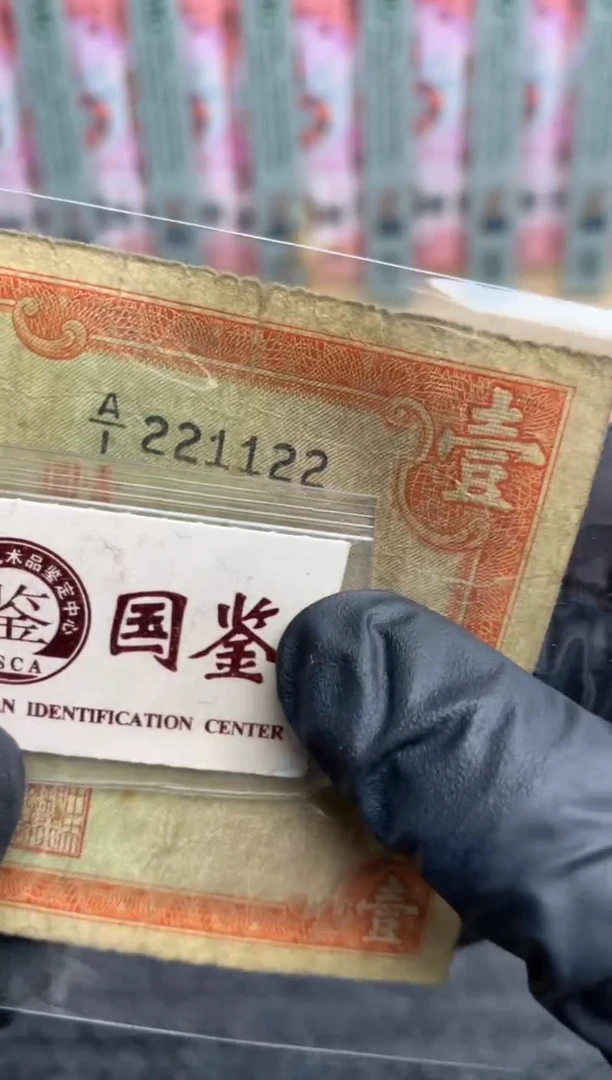 A/1 221122
壹
术品鉴定中心
鉴
SCA
国鉴
N IDENTIFICATION CENTER
壹